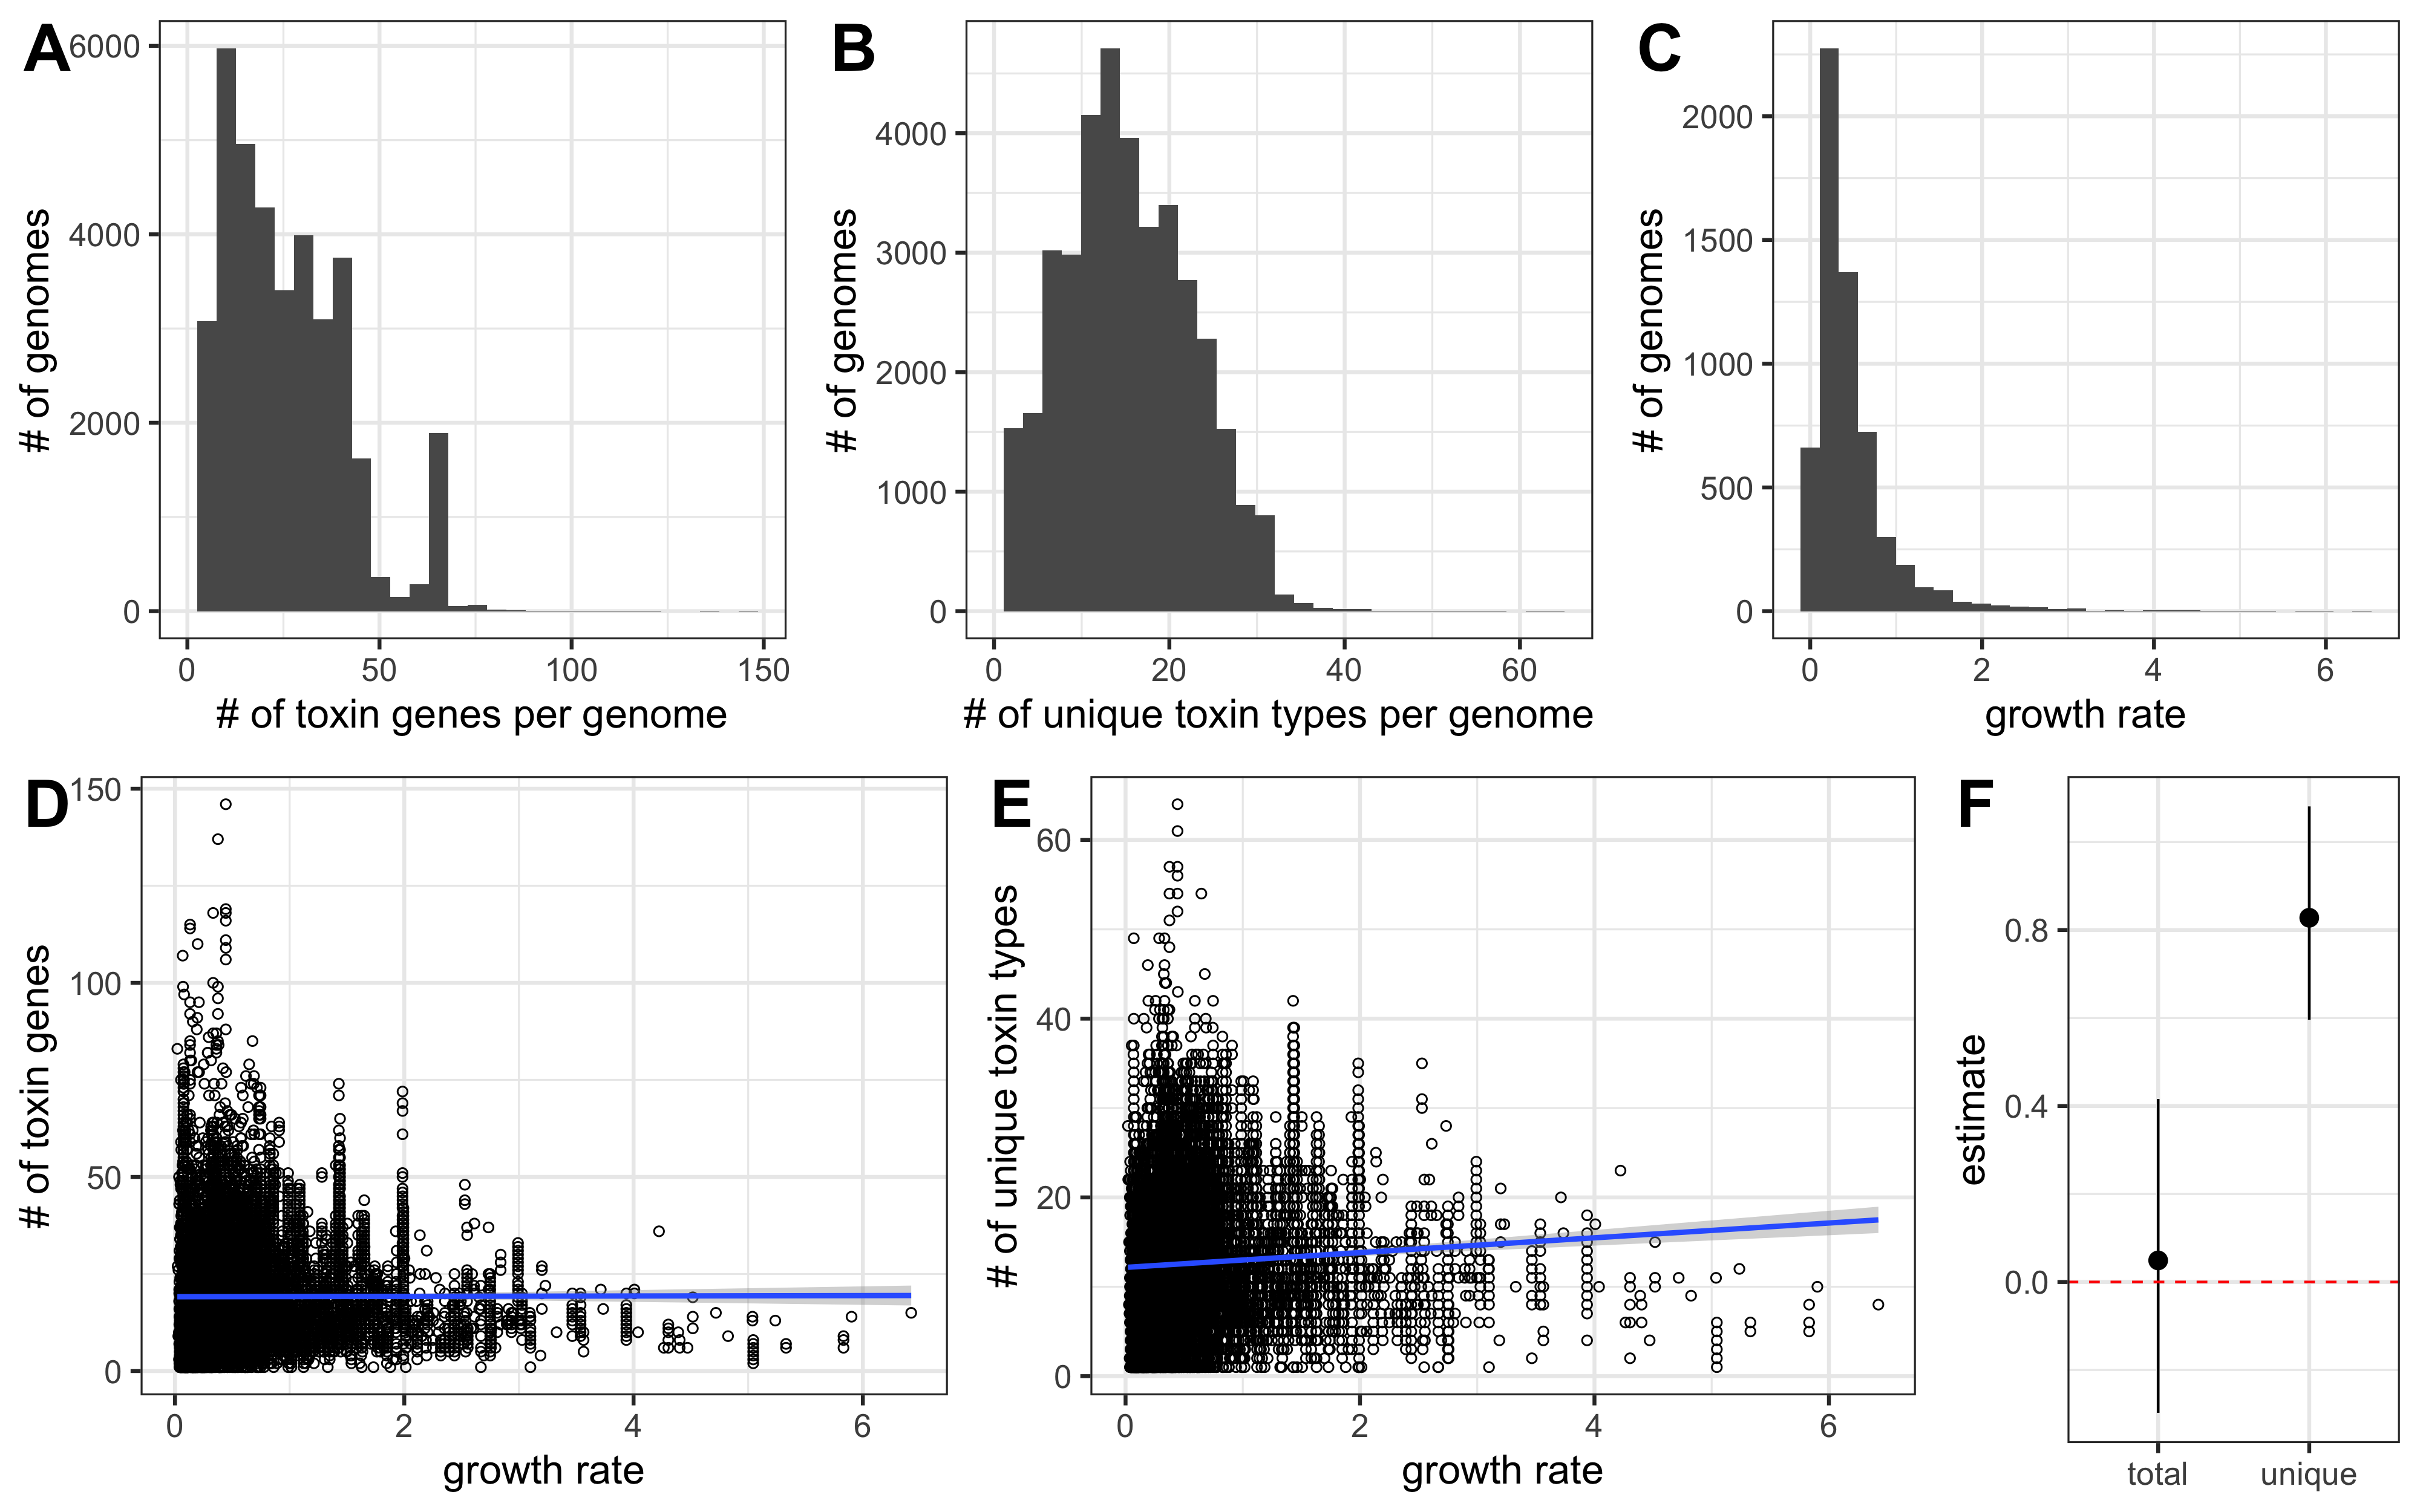 A
6000
4000
2000
0
# of genomes
0 50 100 150
# of toxin genes per genome
B
4000
3000
2000
1000
0
# of genomes
0 20 40 60
# of unique toxin types per genome
C
2000
1500
1000
500
0
# of genomes
0 2 4 6
growth rate
D
150
100
50
0
# of toxin genes
0 2 4 6
growth rate
E
60
40
20
0
# of unique toxin types
0 2 4 6
growth rate
F
0.8
0.4
0.0
estimate
total unique